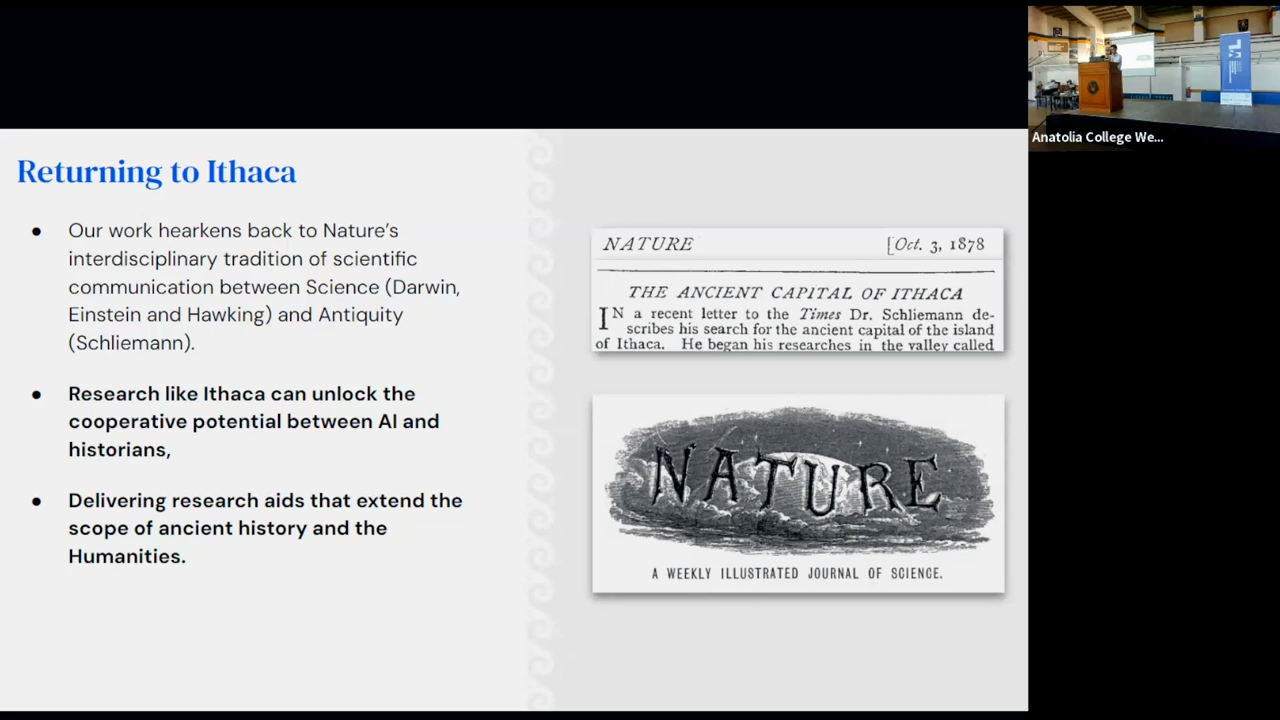 Returning to Ithaca
● Our work hearkens back to Nature's
interdisciplinary tradition of scientific
communication between Science (Darwin,
Einstein and Hawking) and Antiquity
(Schliemann).
● Research like Ithaca can unlock the
cooperative potential between AI and
historians,
● Delivering research aids that extend the
scope of ancient history and the
Humanities.
NATURE [Oct. 3, 1878
THE ANCIENT CAPITAL OF ITHACA
IN a recent letter to the Times Dr. Schliemann de-
scribes his search for the ancient capital of the island
of Ithaca. He began his researches in the valley called
NATURE
A WEEKLY ILLUSTRATED JOURNAL OF SCIENCE.
Anatolia College We...